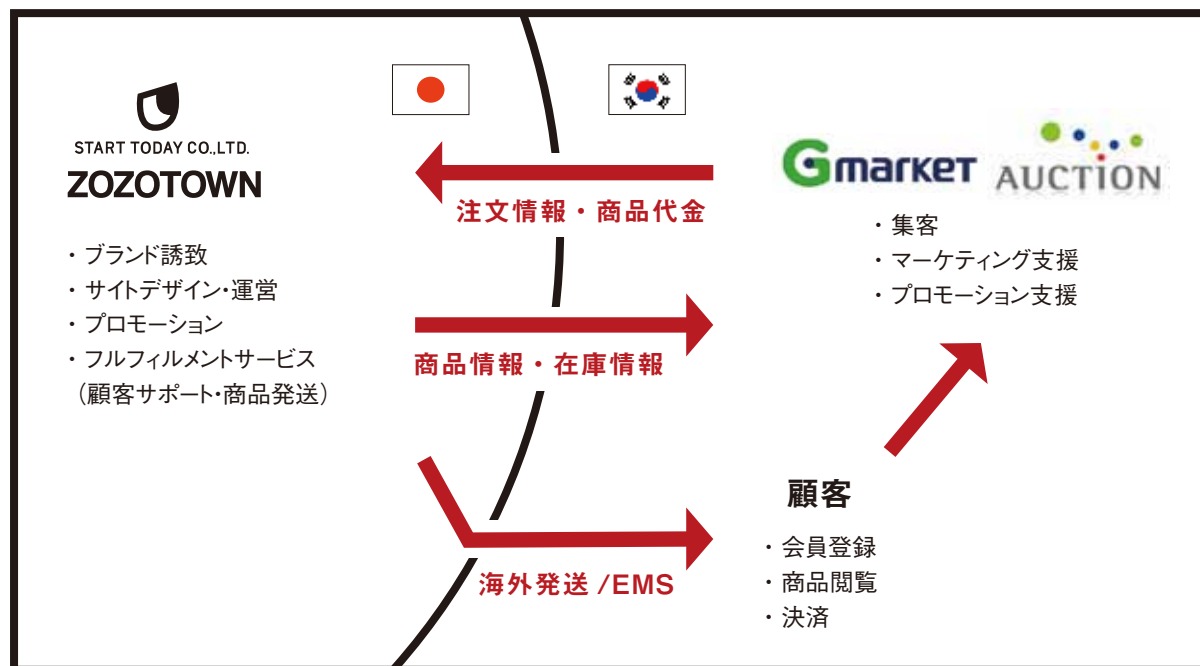 START TODAY CO.,LTD.
ZOZOTOWN
・ブランド誘致
・サイトデザイン・運営
・プロモーション
・フルフィルメントサービス
(顧客サポート・商品発送)
注文情報・商品代金
商品情報・在庫情報
海外発送 /EMS
Gmarket
AUCTION
・集客
・マーケティング支援
・プロモーション支援
顧客
・会員登録
・商品閲覧
・決済